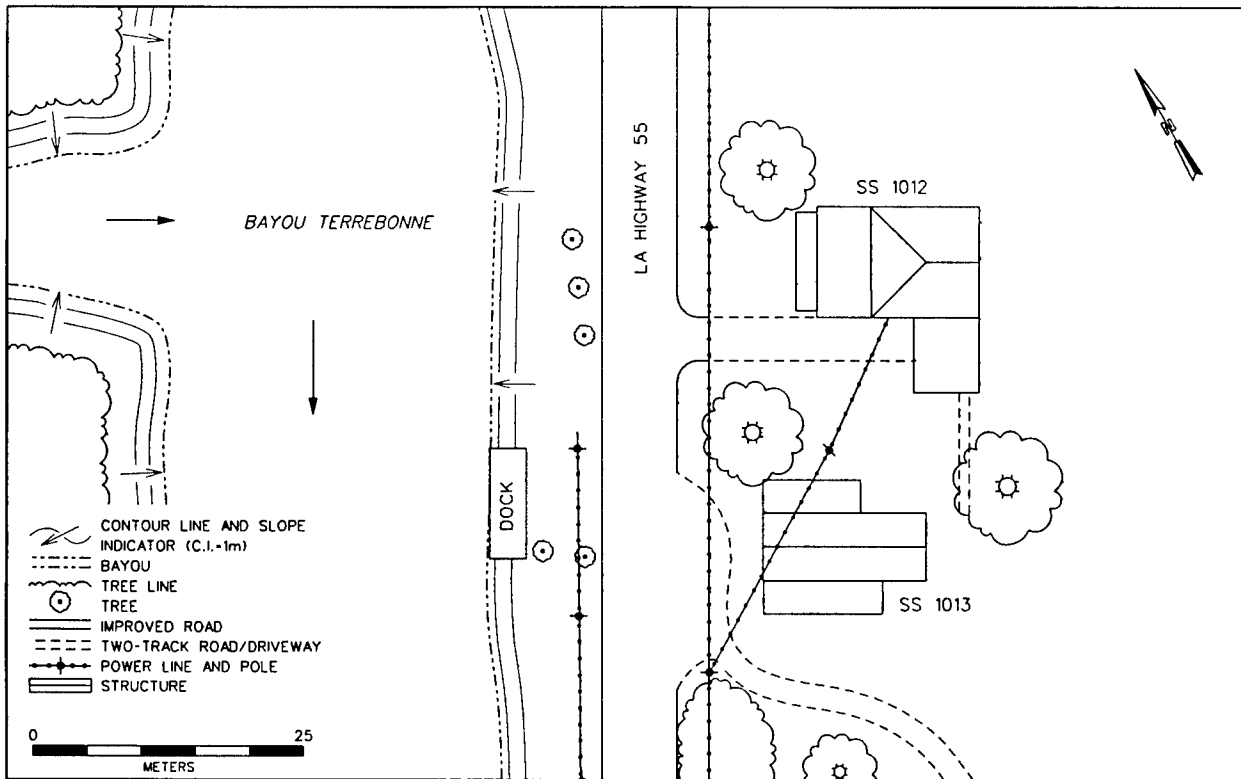 LA HIGHWAY 55
SS 1012
BAYOU TERREBONNE
DOCK
SS 1013
CONTOUR LINE AND SLOPE
INDICATOR (C.I.-1m)
BAYOU
TREE LINE
TREE
IMPROVED ROAD
TWO-TRACK ROAD/DRIVEWAY
POWER LINE AND POLE
STRUCTURE
0 25
METERS
N